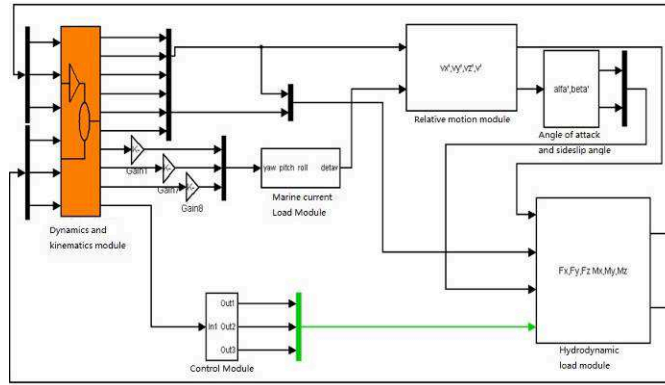 vx',vy',vz',v'
Relative motion module
alfa',beta'
Angle of attack
and sideslip angle
Gain1
Gain7
Gain8
yaw pitch roll detav
Marine current
Load Module
Dynamics and
kinematics module
Fx,Fy,Fz Mx,My,Mz
Hydrodynamic
load module
Out1
in1 Out2
Out3
Control Module